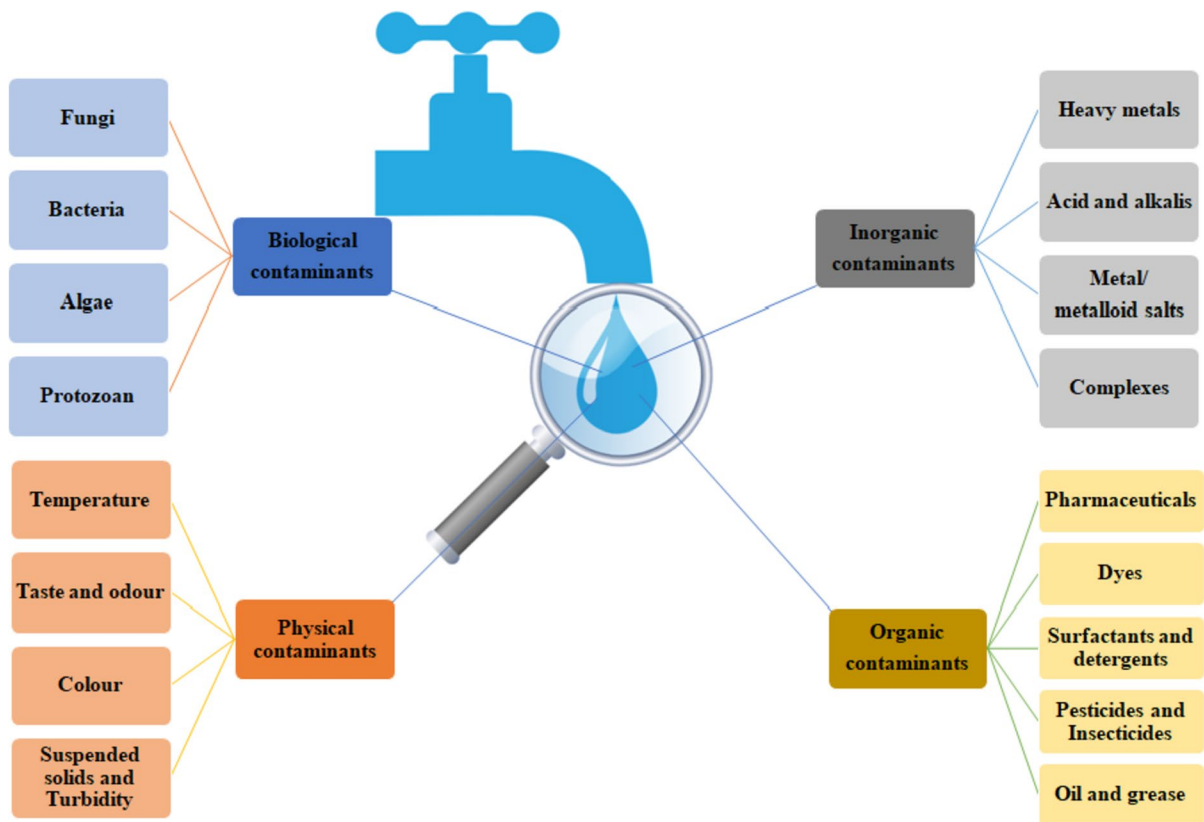 Fungi
Bacteria
Algae
Protozoan
Biological
contaminants
Temperature
Taste and odour
Colour
Suspended
solids and
Turbidity
Physical
contaminants
Inorganic
contaminants
Heavy metals
Acid and alkalis
Metal/
metalloid salts
Complexes
Organic
contaminants
Pharmaceuticals
Dyes
Surfactants and
detergents
Pesticides and
Insecticides
Oil and grease